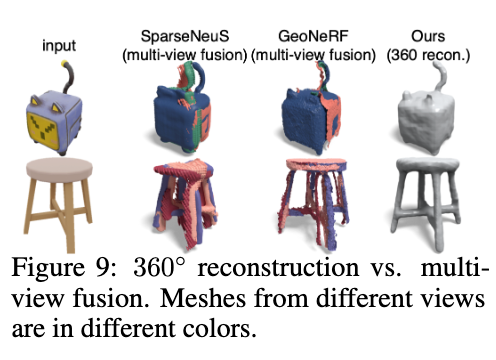 input
SparseNeuS
(multi-view fusion)
GeoNeRF
(multi-view fusion)
Ours
(360 recon.)
Figure 9: 360° reconstruction vs. multi-
view fusion. Meshes from different views
are in different colors.